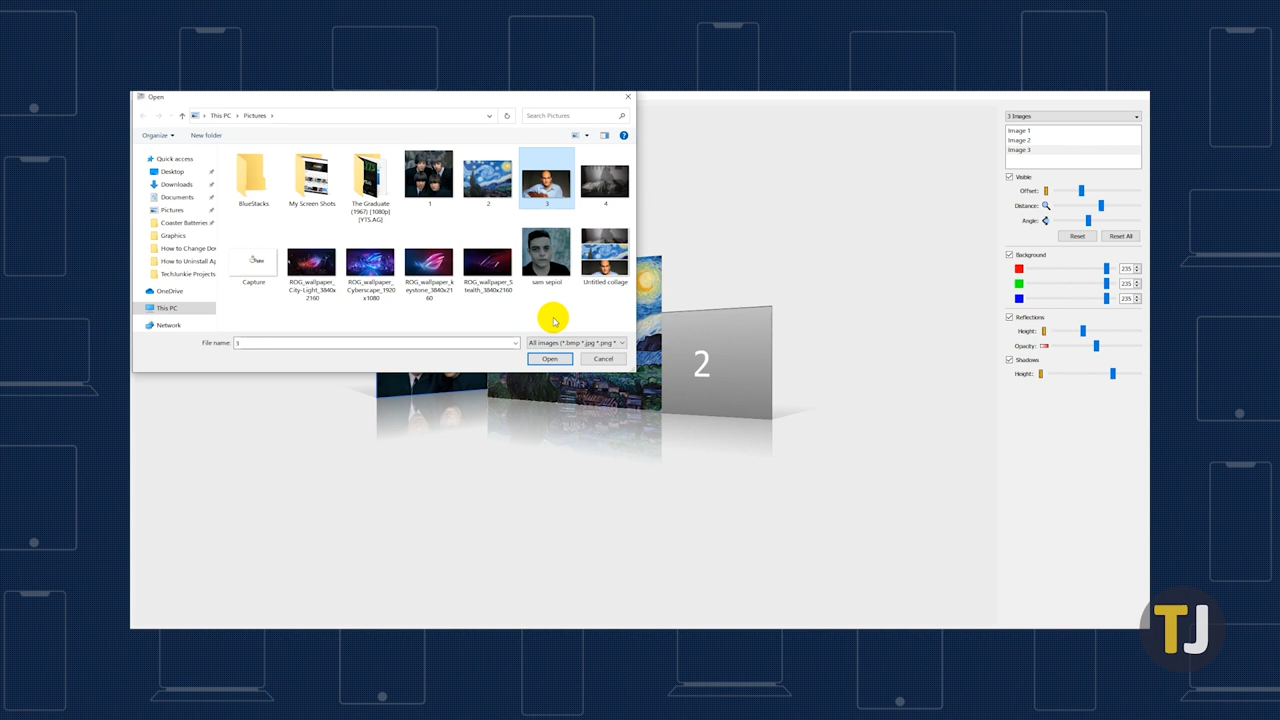 Open
This PC
Pictures
Search Pictures
Organize
New folder
Quick access
Desktop
Downloads
Documents
Pictures
Coaster Batteries
Graphics
How to Change Do
How to Uninstall Ap
TechJunkie Projects
OneDrive
This PC
Network
BlueStacks
My Screen Shots
The Graduate
(1967) [1080p]
[YTS.AG]
1
2
3
4
Capture
ROG_wallpaper_
City-Light_3840x
2160
ROG_wallpaper_
Cyberscape_1920
x1080
ROG_wallpaper_k
eystone_3840x21
60
ROG_wallpaper_S
tealth_3840x2160
sam sepiol
Untitled collage
File name:
3
All images (*.bmp *.jpg *.png *
Open
Cancel
2
3 Images
Image 1
Image 2
Image 3
Visible
Offset:
Distance:
Angle:
Reset
Reset All
Background
235
235
235
Reflections
Height:
Opacity:
Shadows
Height:
TJ